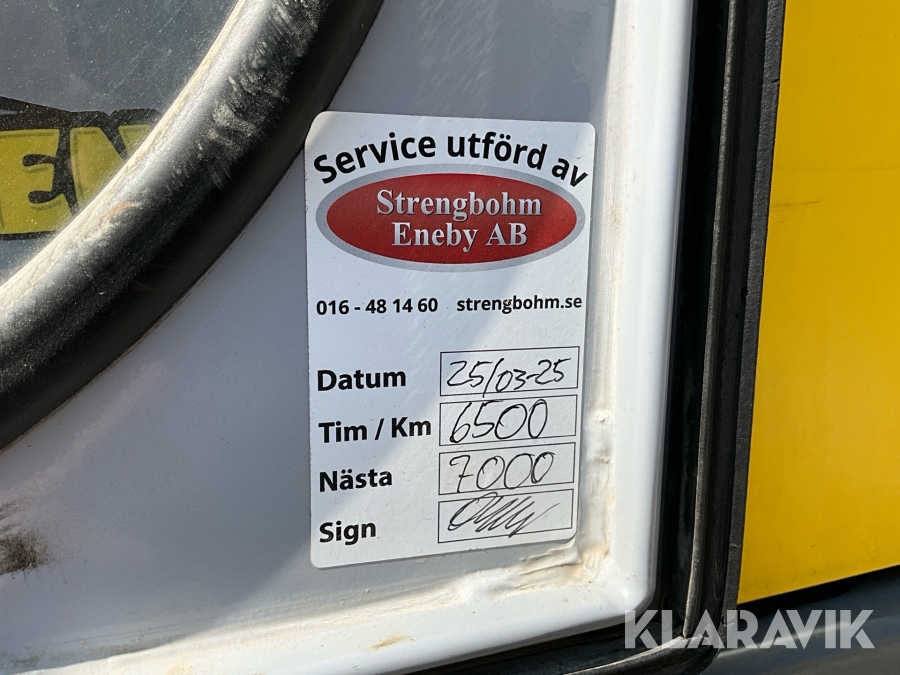 EN
Service utförd av
Strengbohm
Eneby AB
016 - 48 14 60 strengbohm.se
Datum 25/03-25
Tim / Km 6500
Nästa 7000
Sign
KLARAVIK